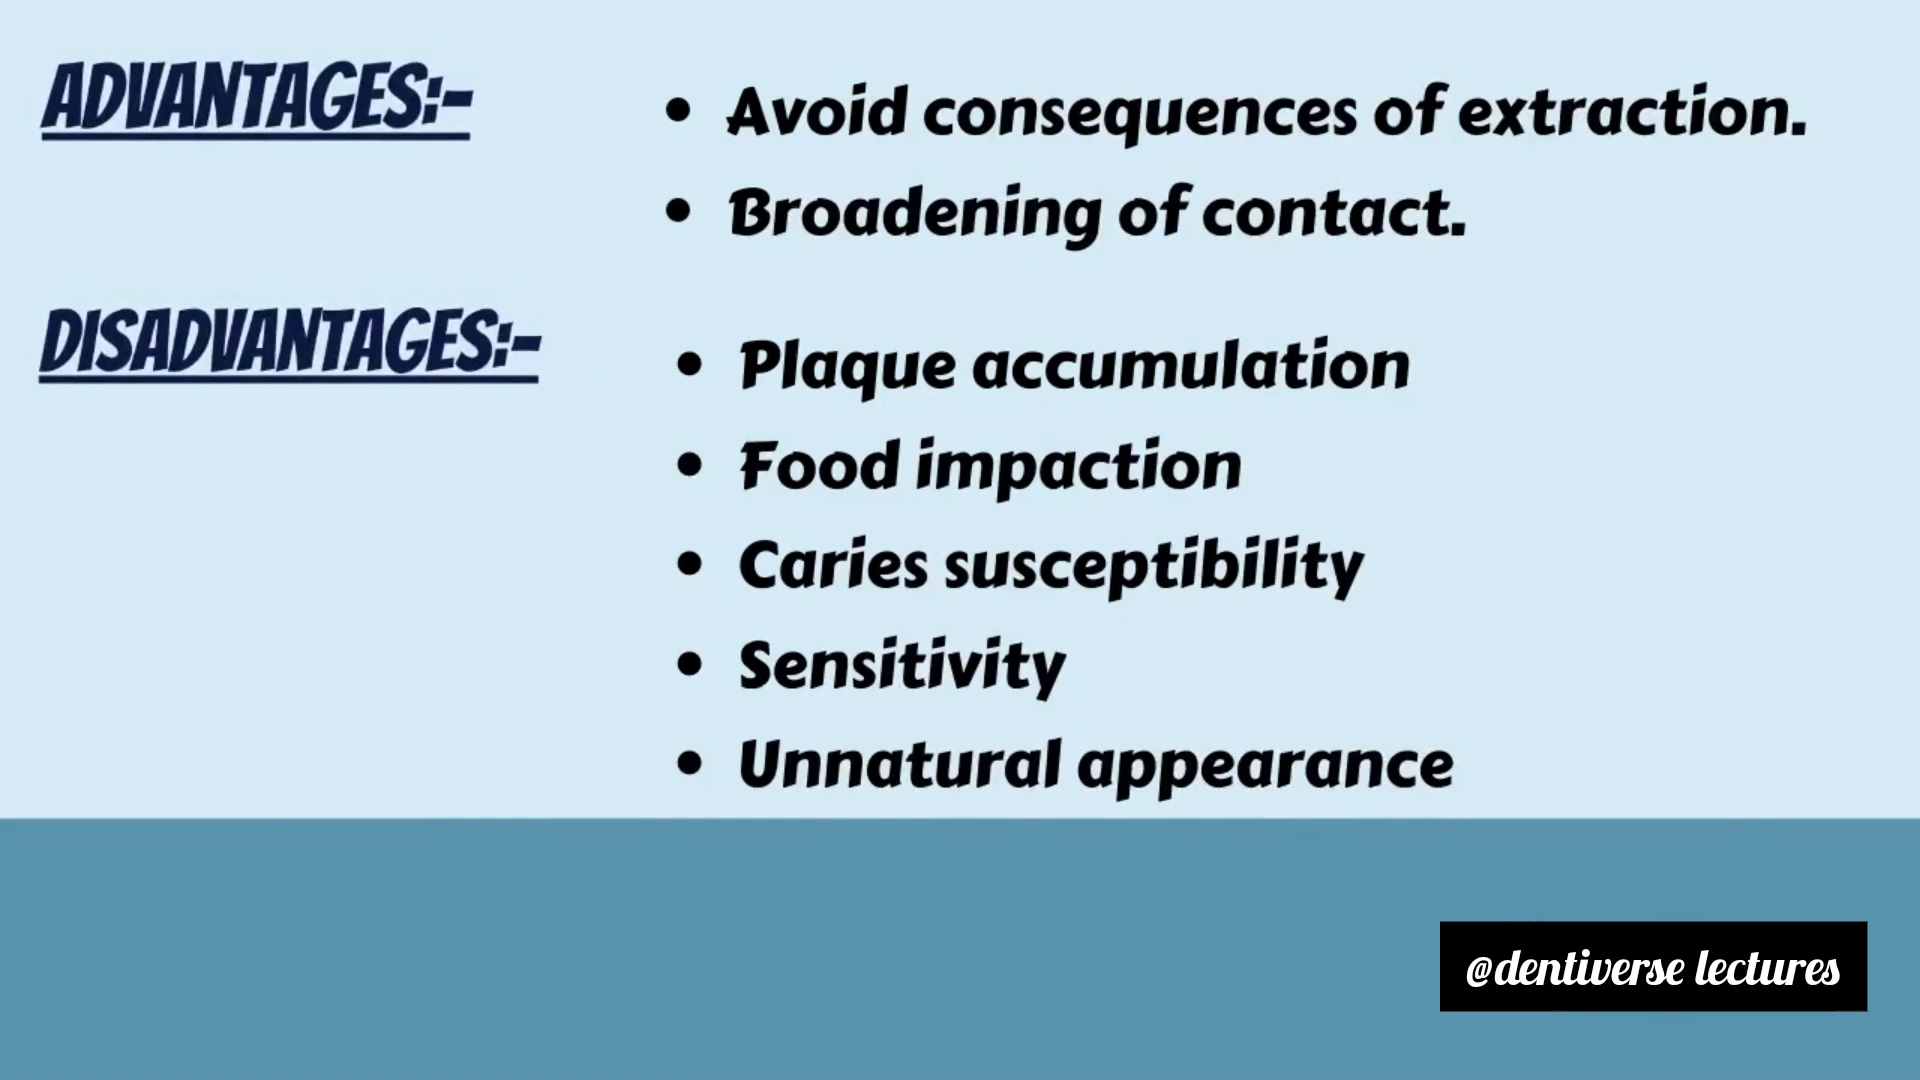 ADVANTAGES:-
• Avoid consequences of extraction.
• Broadening of contact.
DISADVANTAGES:-
• Plaque accumulation
• Food impaction
• Caries susceptibility
• Sensitivity
• Unnatural appearance
@dentiverse lectures